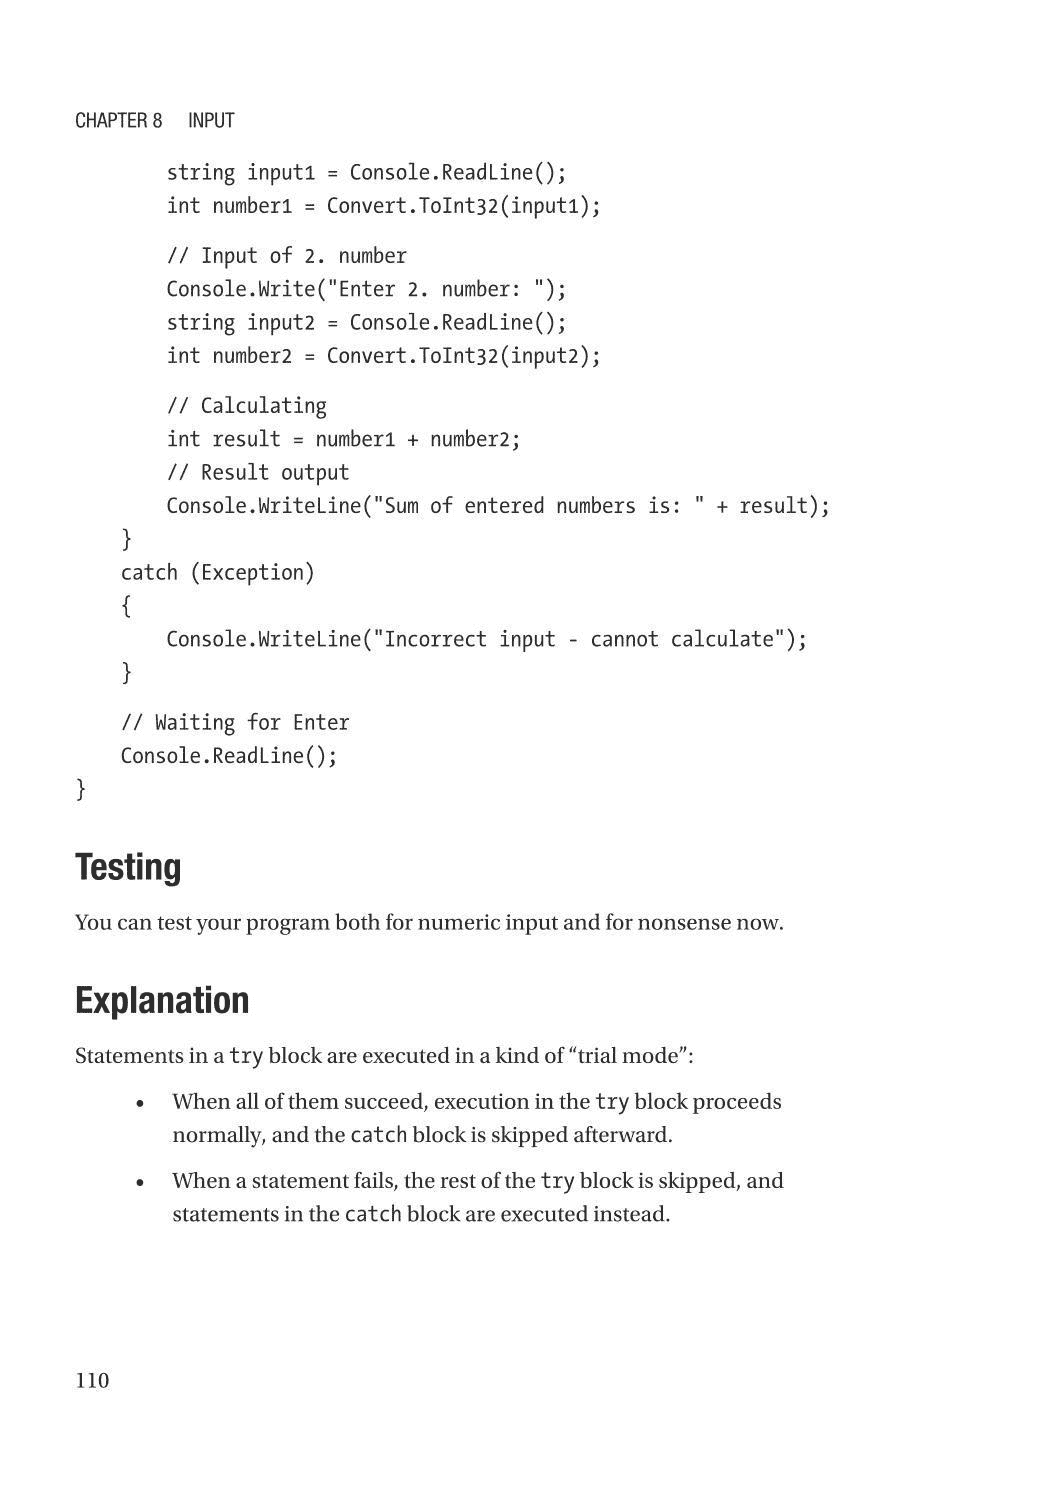 CHAPTER 8 INPUT
string input1 = Console.ReadLine();
int number1 = Convert.ToInt32(input1);
// Input of 2. number
Console.Write("Enter 2. number: ");
string input2 = Console.ReadLine();
int number2 = Convert.ToInt32(input2);
// Calculating
int result = number1 + number2;
// Result output
Console.WriteLine("Sum of entered numbers is: " + result);
}
catch (Exception)
{
Console.WriteLine("Incorrect input - cannot calculate");
}
// Waiting for Enter
Console.ReadLine();
}
Testing
You can test your program both for numeric input and for nonsense now.
Explanation
Statements in a try block are executed in a kind of “trial mode”:
• When all of them succeed, execution in the try block proceeds
normally, and the catch block is skipped afterward.
• When a statement fails, the rest of the try block is skipped, and
statements in the catch block are executed instead.
110